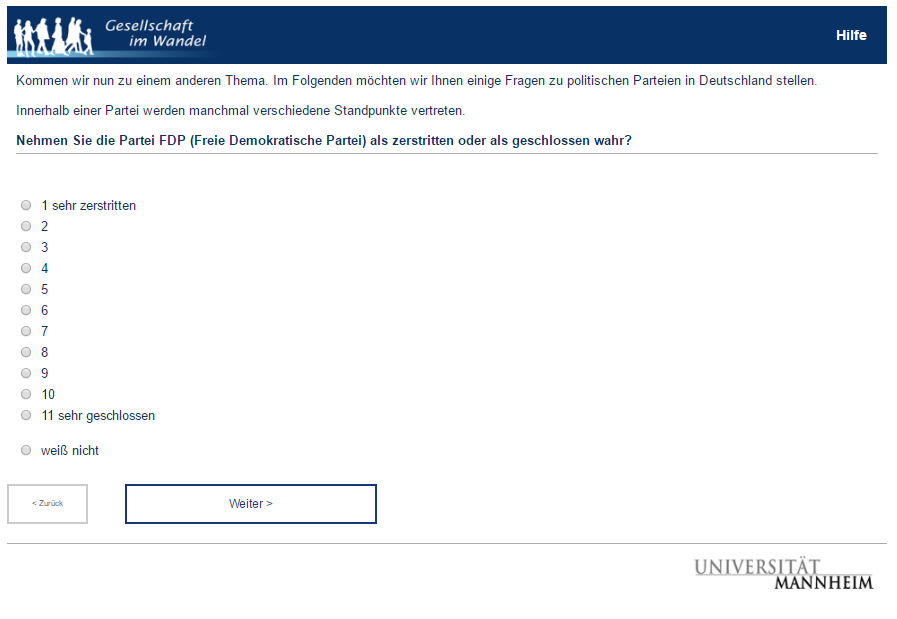 Gesellschaft
im Wandel
Hilfe
Kommen wir nun zu einem anderen Thema. Im Folgenden möchten wir Ihnen einige Fragen zu politischen Parteien in Deutschland stellen.
Innerhalb einer Partei werden manchmal verschiedene Standpunkte vertreten.
Nehmen Sie die Partei FDP (Freie Demokratische Partei) als zerstritten oder als geschlossen wahr?
1 sehr zerstritten
2
3
4
5
6
7
8
9
10
11 sehr geschlossen
weiß nicht
< Zurück
Weiter >
UNIVERSITÄT
MANNHEIM